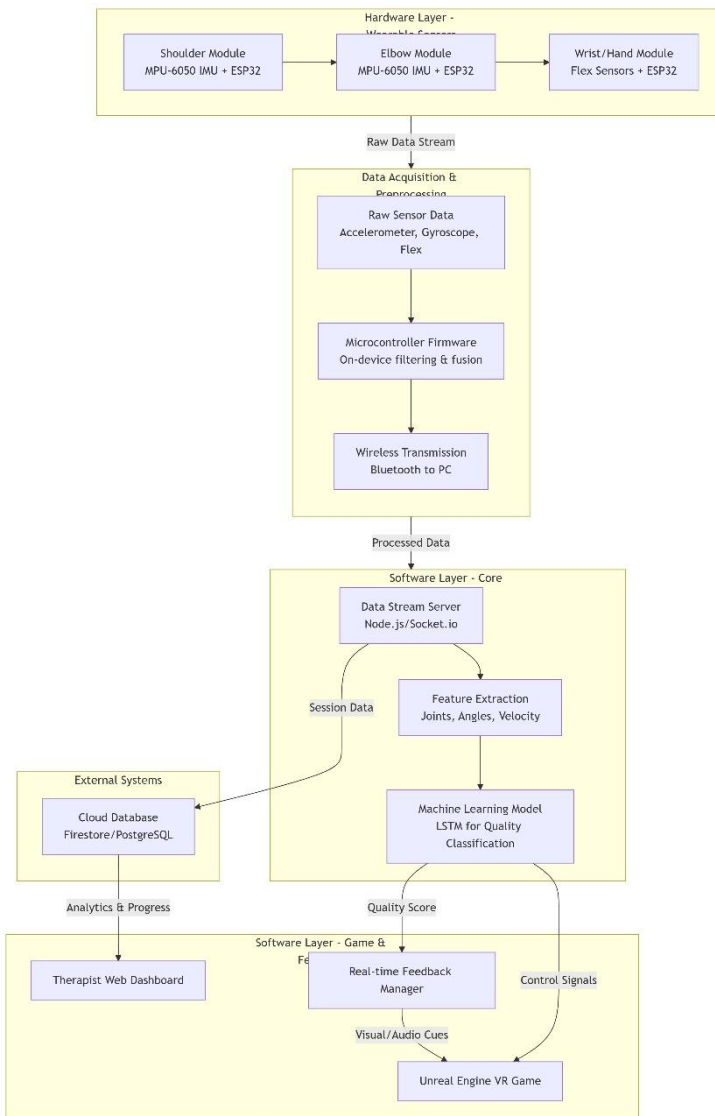 Hardware Layer -
Wearable Sensors
Shoulder Module
MPU-6050 IMU + ESP32
Elbow Module
MPU-6050 IMU + ESP32
Wrist/Hand Module
Flex Sensors + ESP32
Raw Data Stream
Data Acquisition &
Preprocessing
Raw Sensor Data
Accelerometer, Gyroscope,
Flex
Microcontroller Firmware
On-device filtering & fusion
Wireless Transmission
Bluetooth to PC
Processed Data
Software Layer - Core
Data Stream Server
Node.js/Socket.io
Session Data
Feature Extraction
Joints, Angles, Velocity
External Systems
Cloud Database
Firestore/PostgreSQL
Machine Learning Model
LSTM for Quality
Classification
Analytics & Progress
Quality Score
Software Layer - Game &
Therapist Web Dashboard
Real-time Feedback
Manager
Control Signals
Visual/Audio Cues
Unreal Engine VR Game